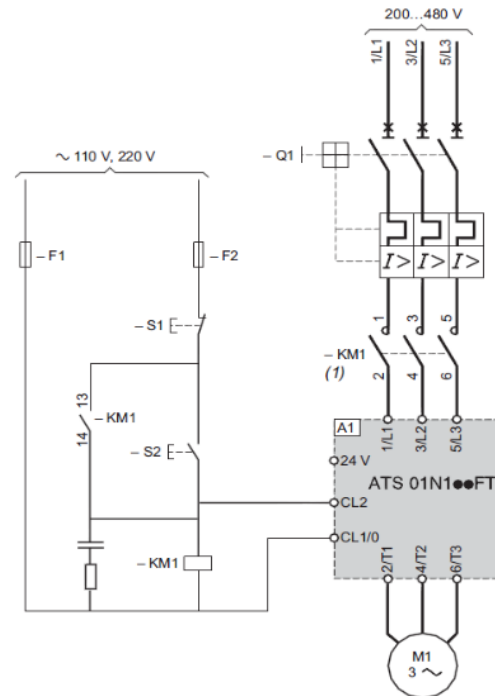 200...480 V
1/L1
3/L2
5/L3
~ 110 V, 220 V
– Q1
– F1
– F2
I>
I>
I>
– S1
1
3
5
– KM1
(1)
2
4
6
13
– KM1
14
A1
1/L1
3/L2
5/L3
– S2
24 V
ATS 01N1●●FT
CL2
CL1/0
– KM1
2/T1
4/T2
6/T3
M1
3 ~